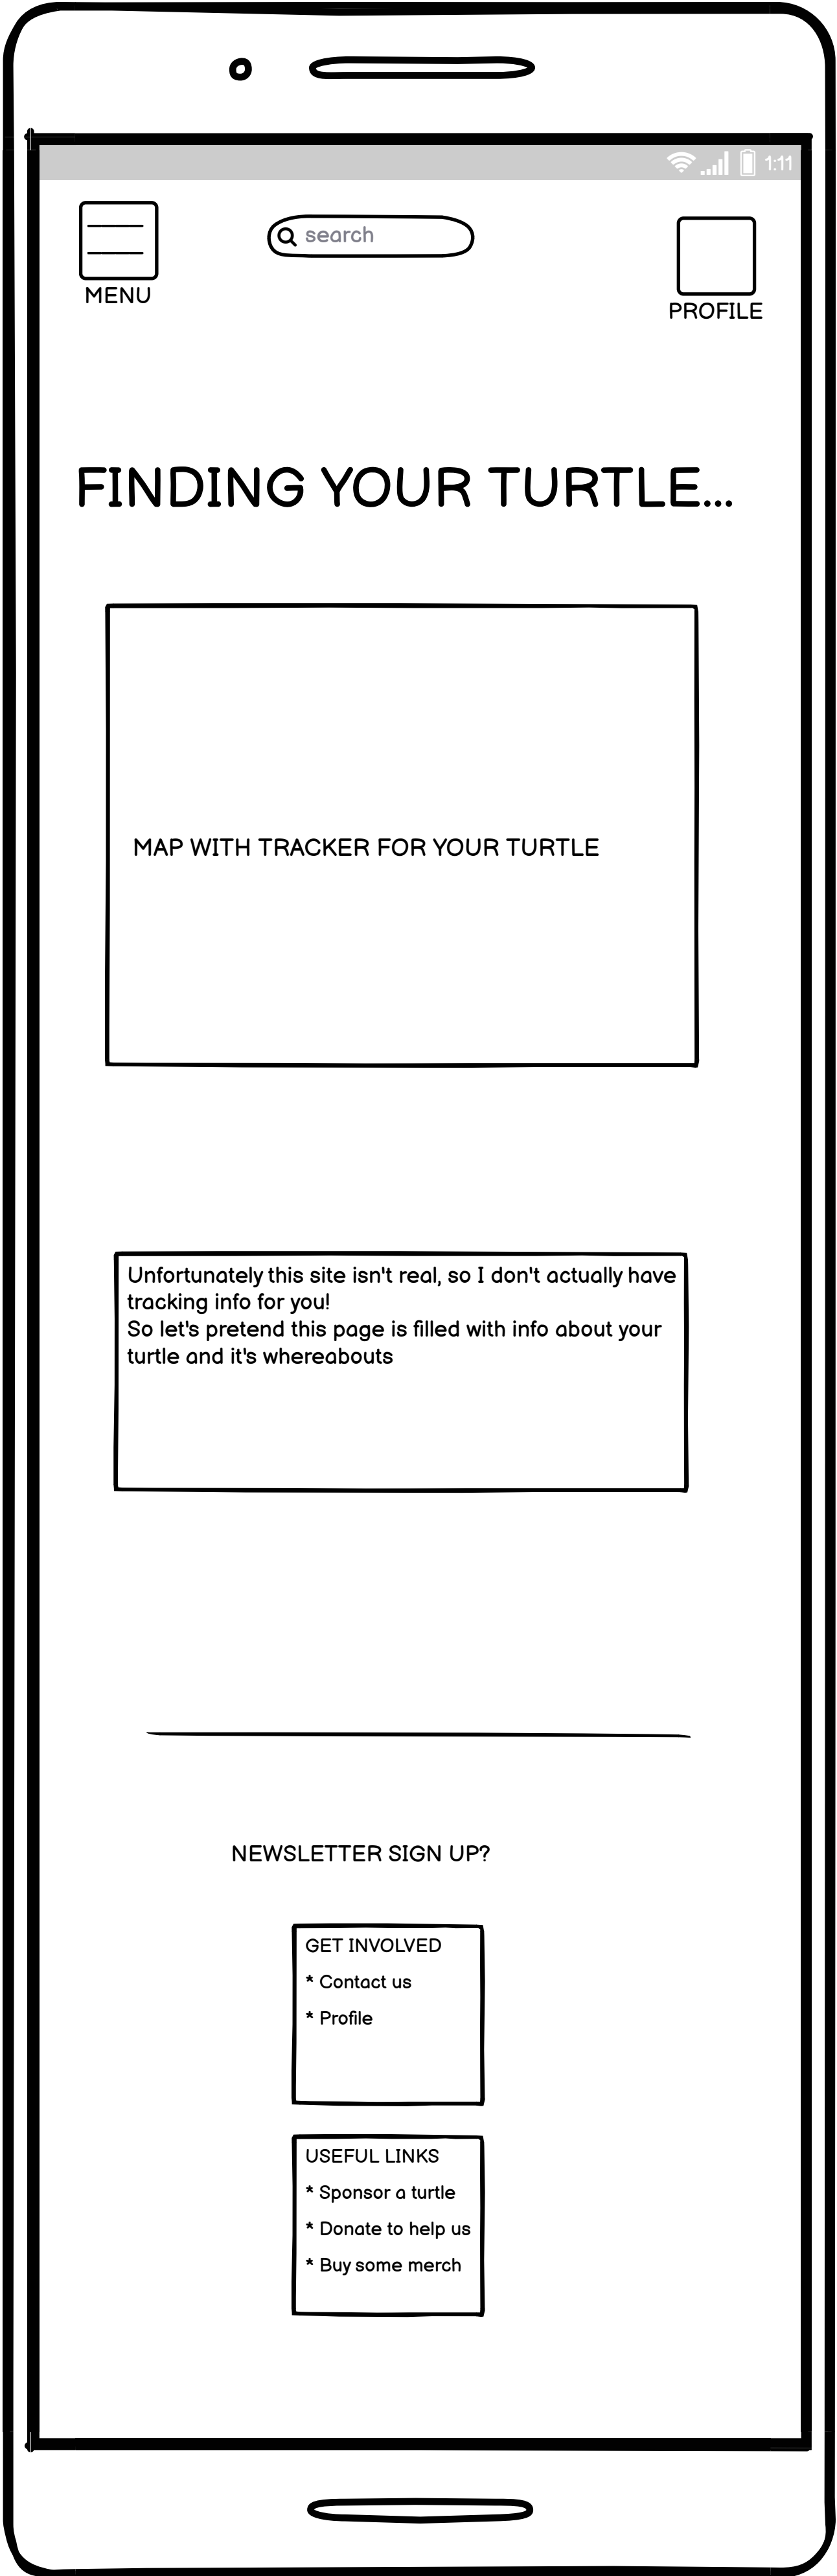 1:11
search
MENU
PROFILE
FINDING YOUR TURTLE...
MAP WITH TRACKER FOR YOUR TURTLE
Unfortunately this site isn't real, so I don't actually have
tracking info for you!
So let's pretend this page is filled with info about your
turtle and it's whereabouts
NEWSLETTER SIGN UP?
GET INVOLVED
* Contact us
* Profile
USEFUL LINKS
* Sponsor a turtle
* Donate to help us
* Buy some merch